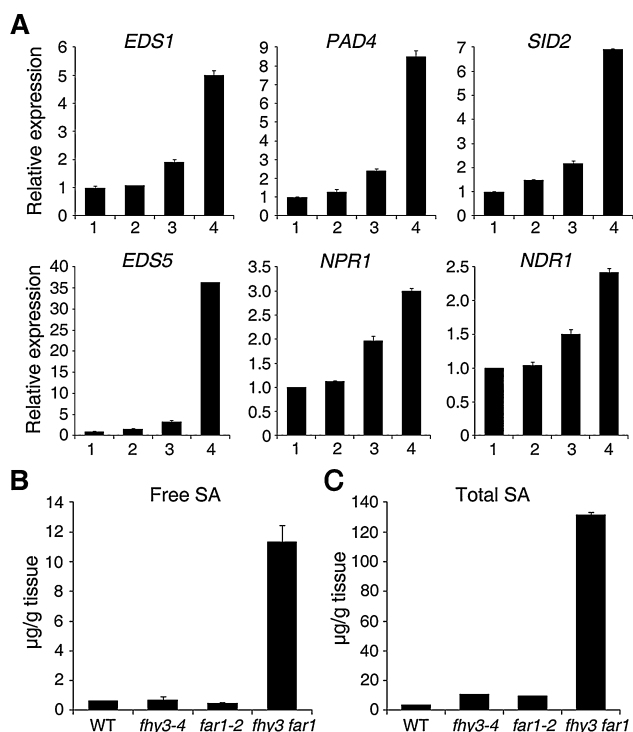 A
EDS1
PAD4
SID2
Relative expression
6
5
4
3
2
1
0
1 2 3 4
9
8
7
6
5
4
3
2
1
0
1 2 3 4
7
6
5
4
3
2
1
0
1 2 3 4
EDS5
NPR1
NDR1
Relative expression
40
35
30
25
20
15
10
5
0
1 2 3 4
3.5
3.0
2.5
2.0
1.5
1.0
0.5
0
1 2 3 4
2.5
2.0
1.5
1.0
0.5
0
1 2 3 4
B
Free SA
µg/g tissue
14
12
10
8
6
4
2
0
WT fhy3-4 far1-2 fhy3 far1
C
Total SA
µg/g tissue
140
120
100
80
60
40
20
0
WT fhy3-4 far1-2 fhy3 far1